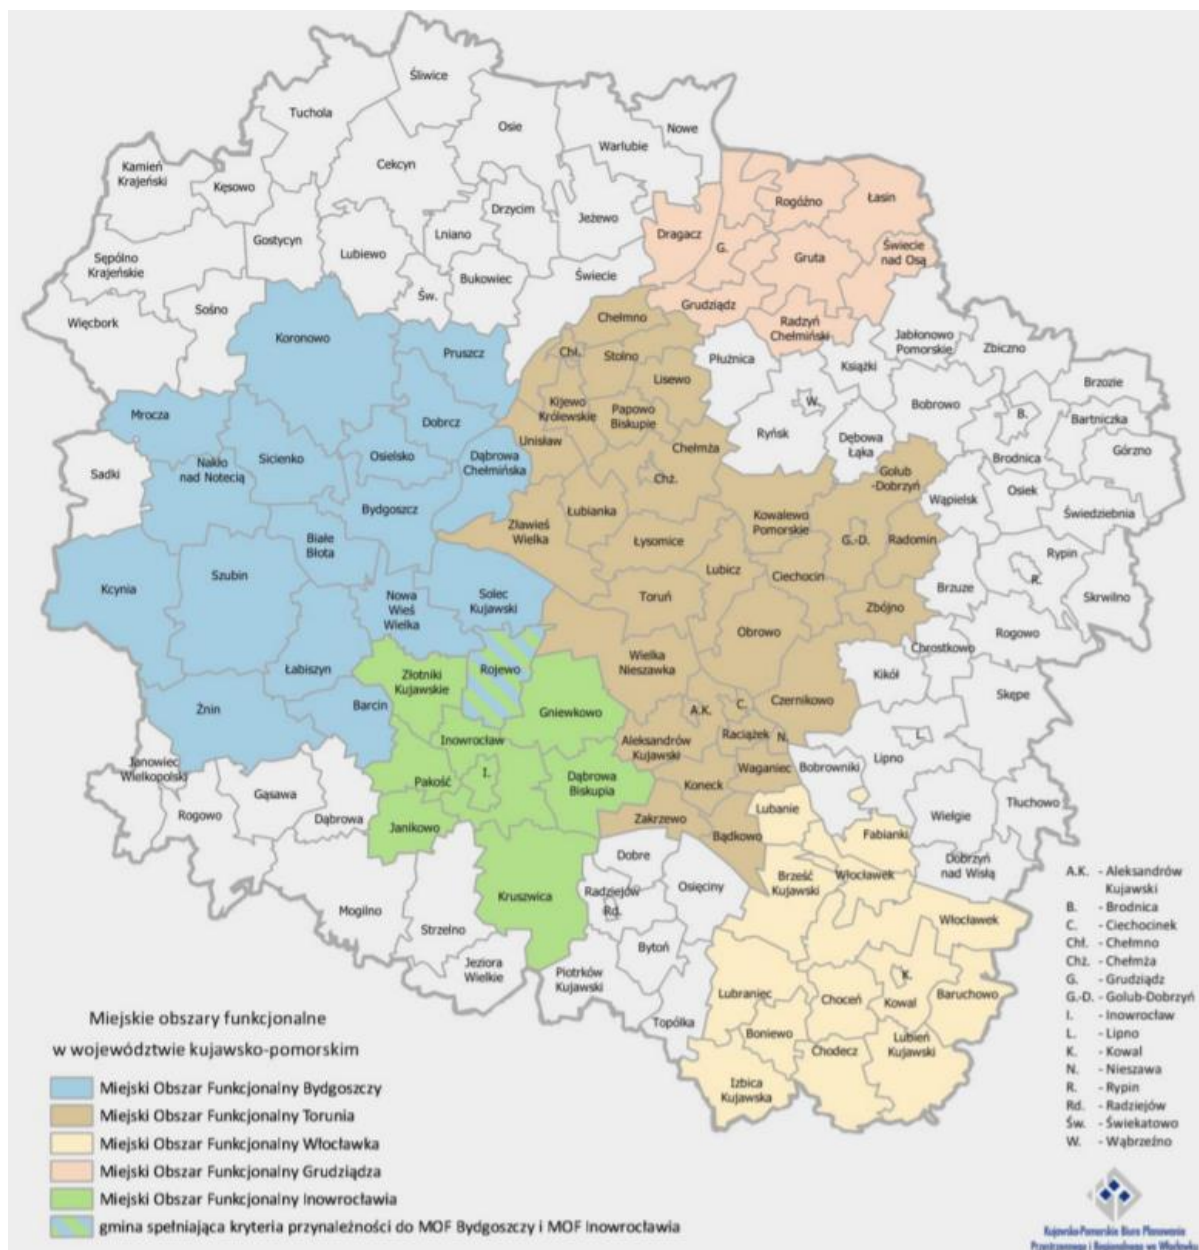 Śliwice
Tuchola
Osie
Nowe
Warlubie
Kamień
Krajeński
Cekcyn
Kęsowo
Rogóźno
Łasin
Drzycim
Jeżewo
Gostycyn
Lniano
Dragacz
G.
Lubiewo
Świecie
nad Osą
Sępólno
Krajeńskie
Gruta
Bukowiec
Świecie
Św.
Sośno
Grudziądz
Więcbork
Chełmno
Radzyń
Chełmiński
Koronowo
Jabłonowo
Pomorskie
Zbiczno
Pruszcz
Chł.
Stolno
Płużnica
Książki
Lisewo
Brzozie
Mrocza
Kijewo
Królewskie
Papowo
Biskupie
W.
Bobrowo
B.
Bartniczka
Dobrcz
Unisław
Chełmża
Ryńsk
Dębowa
Łąka
Górzno
Sadki
Nakło
nad Notecią
Sicienko
Osielsko
Dąbrowa
Chełmińska
Brodnica
Chż.
Golub
-Dobrzyń
Wąpielsk
Osiek
Bydgoszcz
Łubianka
Kowalewo
Pomorskie
Świedziebnia
Zławieś
Wielka
Białe
Błota
Łysomice
G.-D.
Radomin
Rypin
Kcynia
Szubin
Lubicz
Ciechocin
R.
Brzuze
Nowa
Wieś
Wielka
Solec
Kujawski
Toruń
Skrwilno
Zbójno
Obrowo
Rogowo
Chrostkowo
Łabiszyn
Złotniki
Kujawskie
Rojewo
Wielka
Nieszawka
Kikół
Skępe
Żnin
Barcin
Gniewkowo
A.K.
C.
Czernikowo
Inowrocław
Aleksandrów
Kujawski
Raciążek
N.
L.
Janowiec
Wielkopolski
I.
Waganiec
Bobrowniki
Lipno
Pakość
Dąbrowa
Biskupia
Koneck
Gąsawa
Lubanie
Tłuchowo
Rogowo
Dąbrowa
Janikowo
Zakrzewo
Bądkowo
Fabianki
Wielgie
Dobre
Dobrzyń
nad Wisłą
Brześć
Kujawski
Włocławek
Kruszwica
Radziejów
Osięciny
Rd.
Mogilno
Włocławek
Strzelno
Bytoń
Jeziora
Wielkie
Piotrków
Kujawski
K.
Lubraniec
Choceń
Kowal
Baruchowo
Topólka
Boniewo
Lubień
Kujawski
Chodecz
Izbica
Kujawska
A.K. - Aleksandrów
Kujawski
B. - Brodnica
C. - Ciechocinek
Chł. - Chełmno
Chż. - Chełmża
G. - Grudziądz
G.-D. - Golub-Dobrzyń
I. - Inowrocław
L. - Lipno
K. - Kowal
N. - Nieszawa
R. - Rypin
Rd. - Radziejów
Św. - Świekatowo
W. - Wąbrzeźno
Miejskie obszary funkcjonalne
w województwie kujawsko-pomorskim
Miejski Obszar Funkcjonalny Bydgoszczy
Miejski Obszar Funkcjonalny Torunia
Miejski Obszar Funkcjonalny Włocławka
Miejski Obszar Funkcjonalny Grudziądza
Miejski Obszar Funkcjonalny Inowrocławia
gmina spełniająca kryteria przynależności do MOF Bydgoszczy i MOF Inowrocławia
Kujawsko-Pomorskie Biuro Planowania
Przestrzennego i Regionalnego we Włocławku